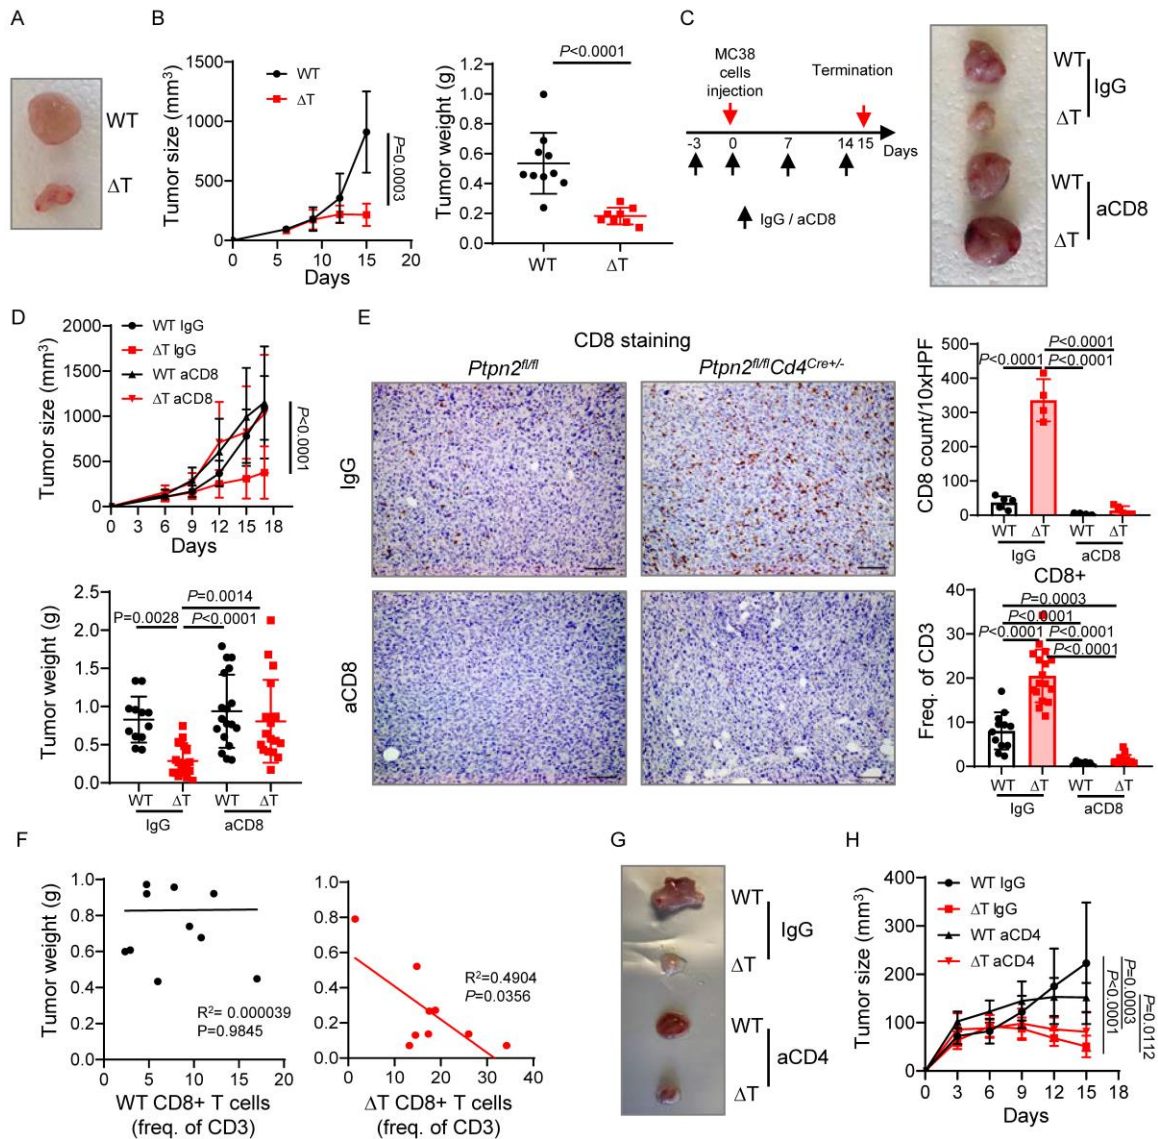 A
WT
ΔT
B
1500
1000
500
0
Tumor size (mm³)
WT
ΔT
P=0.0003
0 5 10 15 20
Days
P<0.0001
1.2
1.0
0.8
0.6
0.4
0.2
0.0
Tumor weight (g)
WT ΔT
C
MC38
cells
injection
Termination
-3 0 7 14 15 Days
IgG / aCD8
WT
ΔT
IgG
WT
ΔT
aCD8
D
2000
1500
1000
500
0
Tumor size (mm³)
WT IgG
ΔT IgG
WT aCD8
ΔT aCD8
P<0.0001
0 3 6 9 12 15 18
Days
2.5
2.0
1.5
1.0
0.5
0.0
Tumor weight (g)
P=0.0014
P=0.0028 P<0.0001
WT ΔT WT ΔT
IgG aCD8
E
CD8 staining
Ptpn2fl/fl Ptpn2fl/flCd4Cre+/-
IgG
aCD8
500
400
300
200
100
0
CD8 count/10xHPF
P<0.0001
P<0.0001 P<0.0001
WT ΔT WT ΔT
IgG aCD8
CD8+
40
30
20
10
0
Freq. of CD3
P=0.0003
P<0.0001
P<0.0001 P<0.0001
P<0.0001
WT ΔT WT ΔT
IgG aCD8
F
1.0
0.8
0.6
0.4
0.2
0.0
Tumor weight (g)
R²= 0.000039
P=0.9845
0 5 10 15 20
WT CD8+ T cells
(freq. of CD3)
1.0
0.8
0.6
0.4
0.2
0.0
R²=0.4904
P=0.0356
0 10 20 30 40
ΔT CD8+ T cells
(freq. of CD3)
G
WT
IgG
ΔT
WT
aCD4
ΔT
H
400
300
200
100
0
Tumor size (mm³)
WT IgG
ΔT IgG
WT aCD4
ΔT aCD4
P<0.0001
P=0.0003
P=0.0112
0 3 6 9 12 15 18
Days